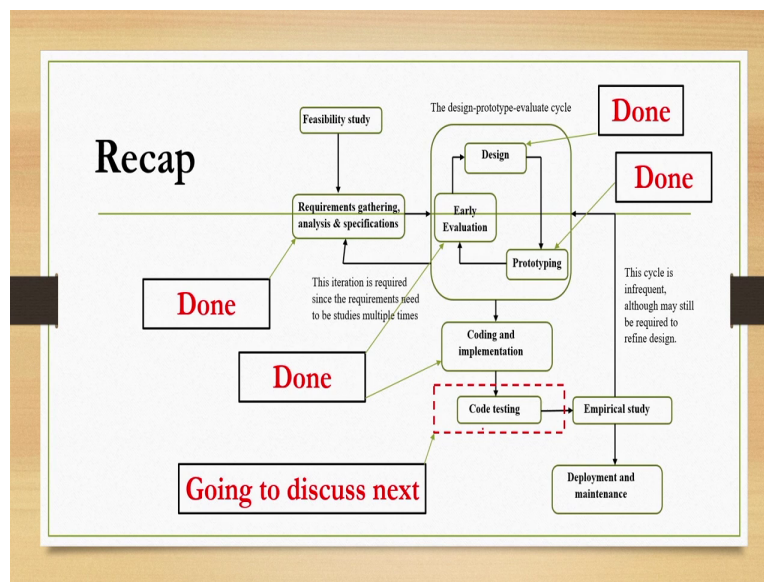 Recap
Feasibility study
The design-prototype-evaluate cycle
Done
Design
Done
Requirements gathering,
analysis & specifications
Early
Evaluation
Prototyping
Done
This iteration is required
since the requirements need
to be studies multiple times
This cycle is
infrequent,
although may still
be required to
refine design.
Done
Coding and
implementation
Code testing
Empirical study
Going to discuss next
Deployment and
maintenance